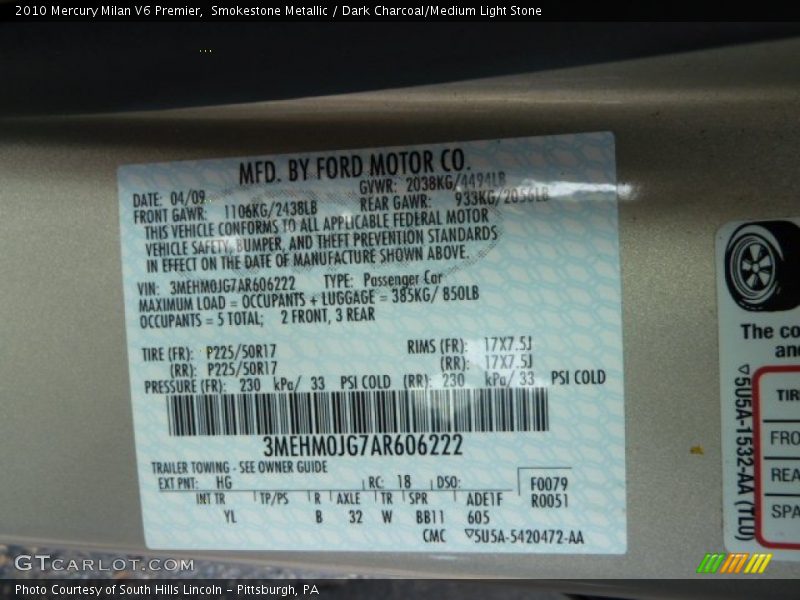 2010 Mercury Milan V6 Premier, Smokestone Metallic / Dark Charcoal/Medium Light Stone
MFD. BY FORD MOTOR CO.
DATE: 04/09 GVWR: 2038KG/4494LB
FRONT GAWR: 1106KG/2438LB REAR GAWR: 933KG/2056LB
THIS VEHICLE CONFORMS TO ALL APPLICABLE FEDERAL MOTOR
VEHICLE SAFETY, BUMPER, AND THEFT PREVENTION STANDARDS
IN EFFECT ON THE DATE OF MANUFACTURE SHOWN ABOVE.
VIN: 3MEHM0JG7AR606222 TYPE: Passenger Car
MAXIMUM LOAD = OCCUPANTS + LUGGAGE = 385KG/ 850LB
OCCUPANTS = 5 TOTAL; 2 FRONT, 3 REAR
TIRE (FR): P225/50R17 RIMS (FR): 17X7.5J
(RR): P225/50R17 (RR): 17X7.5J
PRESSURE (FR): 230 kPa/ 33 PSI COLD (RR): 230 kPa/ 33 PSI COLD
3MEHM0JG7AR606222
TRAILER TOWING - SEE OWNER GUIDE
EXT PNT: HG RC: 18 DSO: F0079
INT TR TP/PS R AXLE TR SPR ADE1F R0051
YL B 32 W BB11 605
CMC ▽5U5A-5420472-AA
The co
and
▽5U5A-1532-AA (TLU)
TIR
FRO
REA
SPA
GTCARLOT.COM
Photo Courtesy of South Hills Lincoln - Pittsburgh, PA